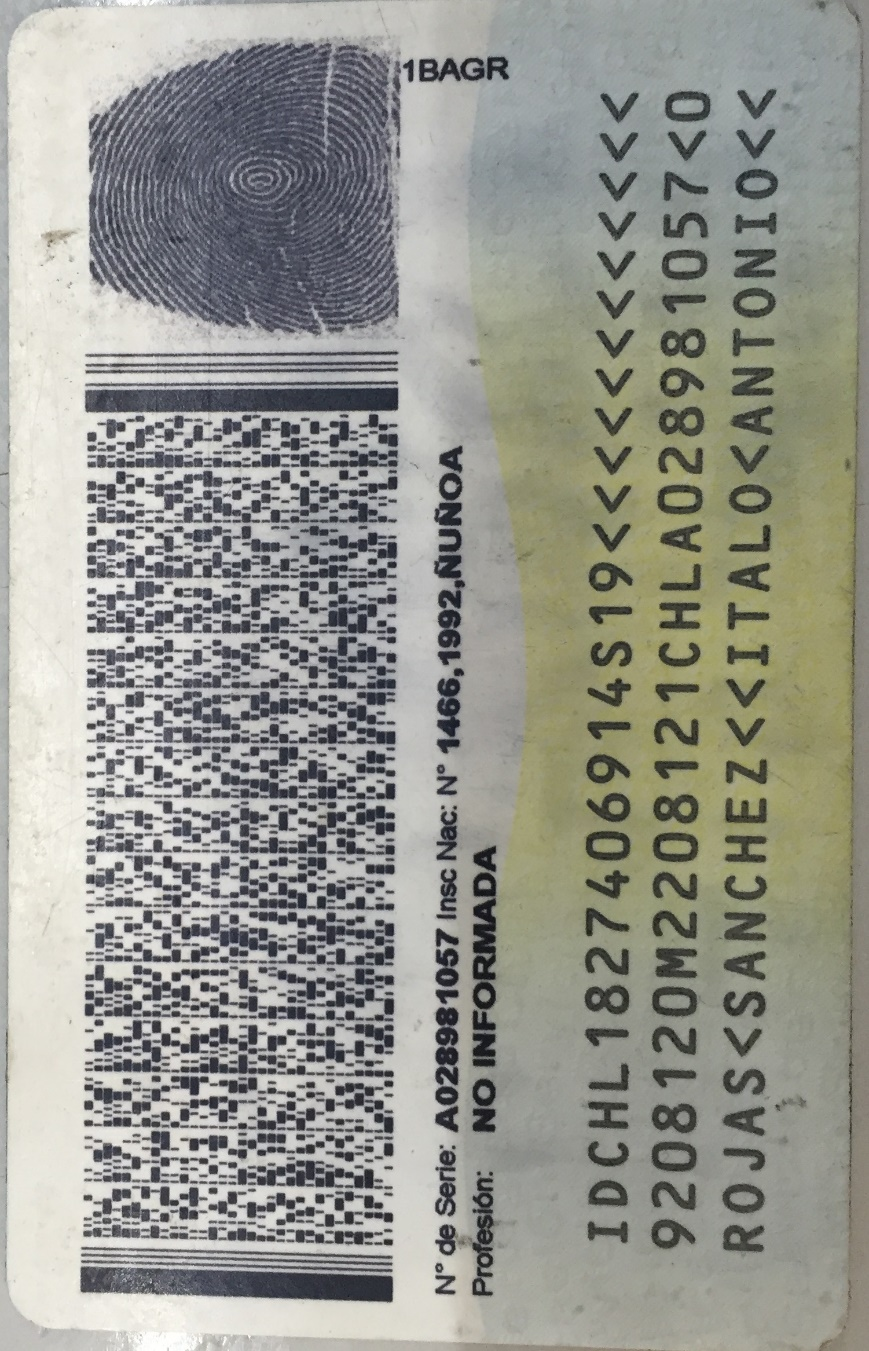 1BAGR
N° de Serie: A028981057 Insc Nac: N° 1466,1992,ÑUÑOA
Profesión: NO INFORMADA
IDCHL1827406914S19<<<<<<<<<<<<
9208120M2208121CHLA028981057<0
ROJAS<SANCHEZ<<ITALO<ANTONIO<<